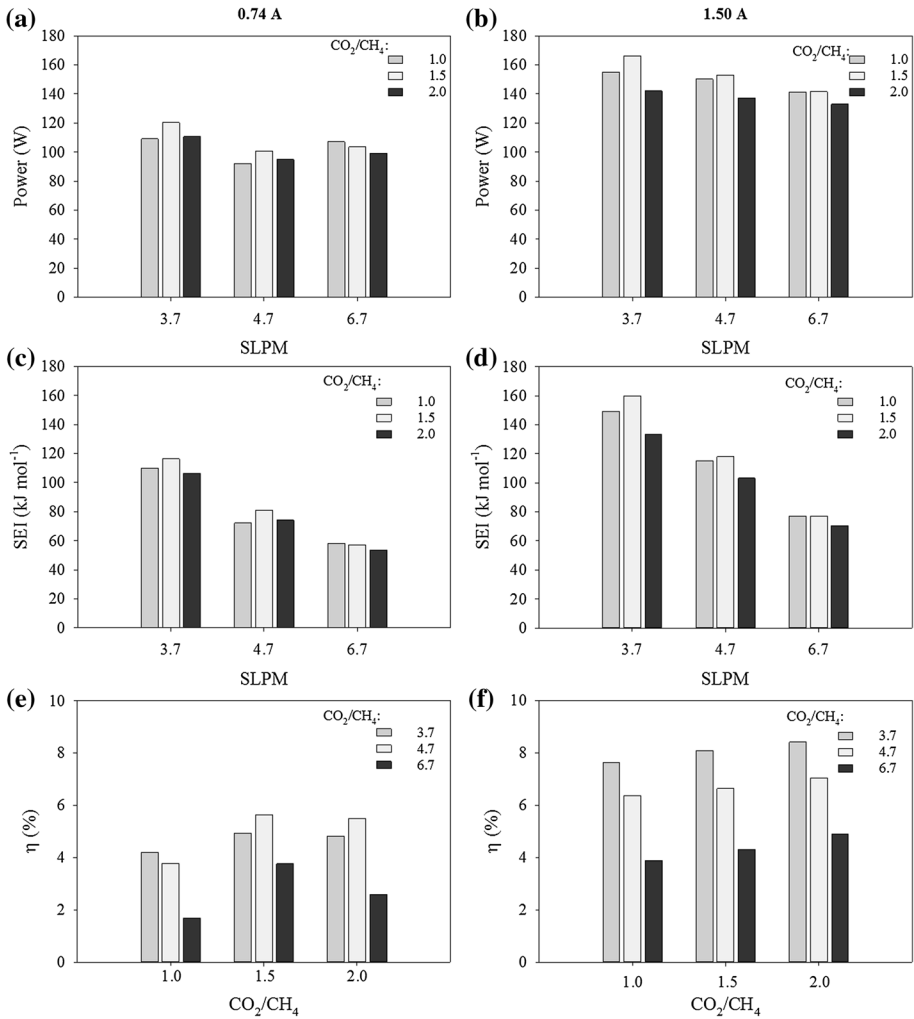 (a)
0.74 A
CO2/CH4:
1.0
1.5
2.0
Power (W)
180
160
140
120
100
80
60
40
20
0
3.7 4.7 6.7
SLPM
(b)
1.50 A
CO2/CH4:
1.0
1.5
2.0
Power (W)
180
160
140
120
100
80
60
40
20
0
3.7 4.7 6.7
SLPM
(c)
CO2/CH4:
1.0
1.5
2.0
SEI (kJ mol-1)
180
160
140
120
100
80
60
40
20
0
3.7 4.7 6.7
SLPM
(d)
CO2/CH4:
1.0
1.5
2.0
SEI (kJ mol-1)
180
160
140
120
100
80
60
40
20
0
3.7 4.7 6.7
SLPM
(e)
CO2/CH4:
3.7
4.7
6.7
η (%)
10
8
6
4
2
0
1.0 1.5 2.0
CO2/CH4
(f)
CO2/CH4:
3.7
4.7
6.7
η (%)
10
8
6
4
2
0
1.0 1.5 2.0
CO2/CH4